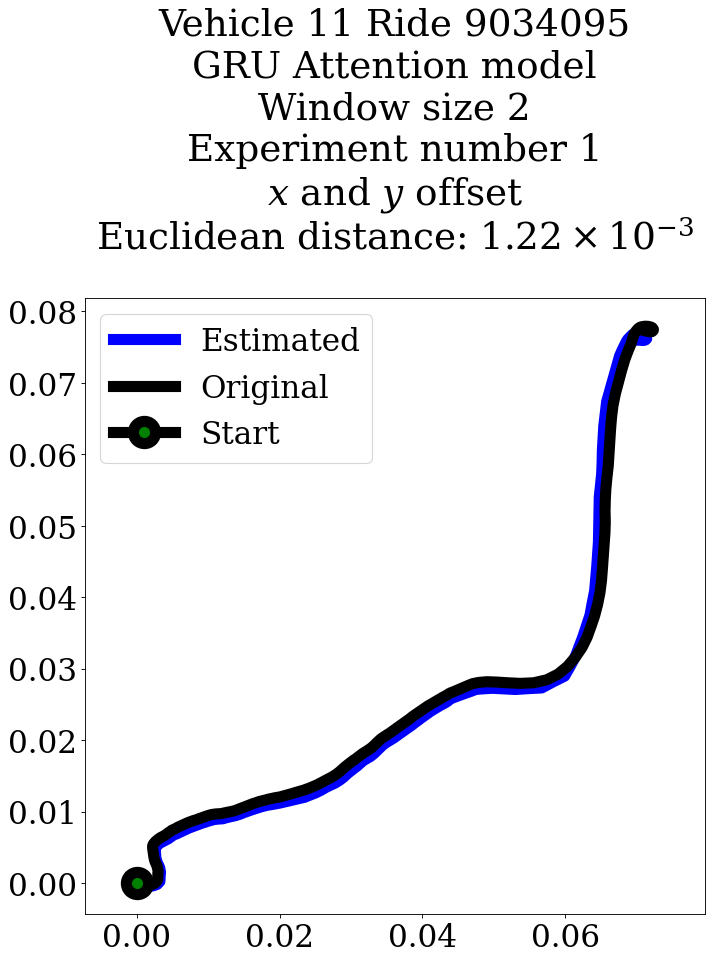 Vehicle 11 Ride 9034095
GRU Attention model
Window size 2
Experiment number 1
x and y offset
Euclidean distance: 1.22 × 10⁻³
Estimated
Original
Start
0.08
0.07
0.06
0.05
0.04
0.03
0.02
0.01
0.00
0.00 0.02 0.04 0.06